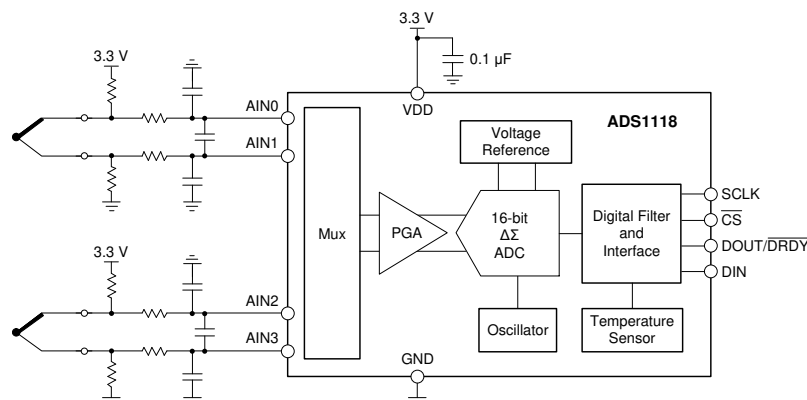 3.3 V
3.3 V
0.1 µF
AIN0
VDD
ADS1118
AIN1
Voltage
Reference
SCLK
Mux
PGA
16-bit
ΔΣ
ADC
Digital Filter
and
Interface
CS
DOUT/DRDY
DIN
3.3 V
AIN2
Oscillator
Temperature
Sensor
AIN3
GND